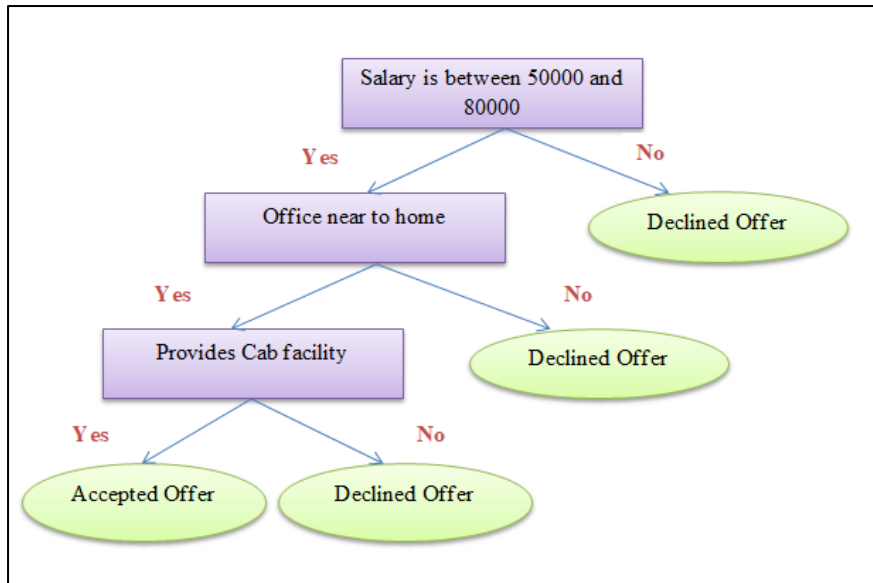 Salary is between 50000 and
80000
Yes
No
Office near to home
Declined Offer
Yes
No
Provides Cab facility
Declined Offer
Yes
No
Accepted Offer
Declined Offer